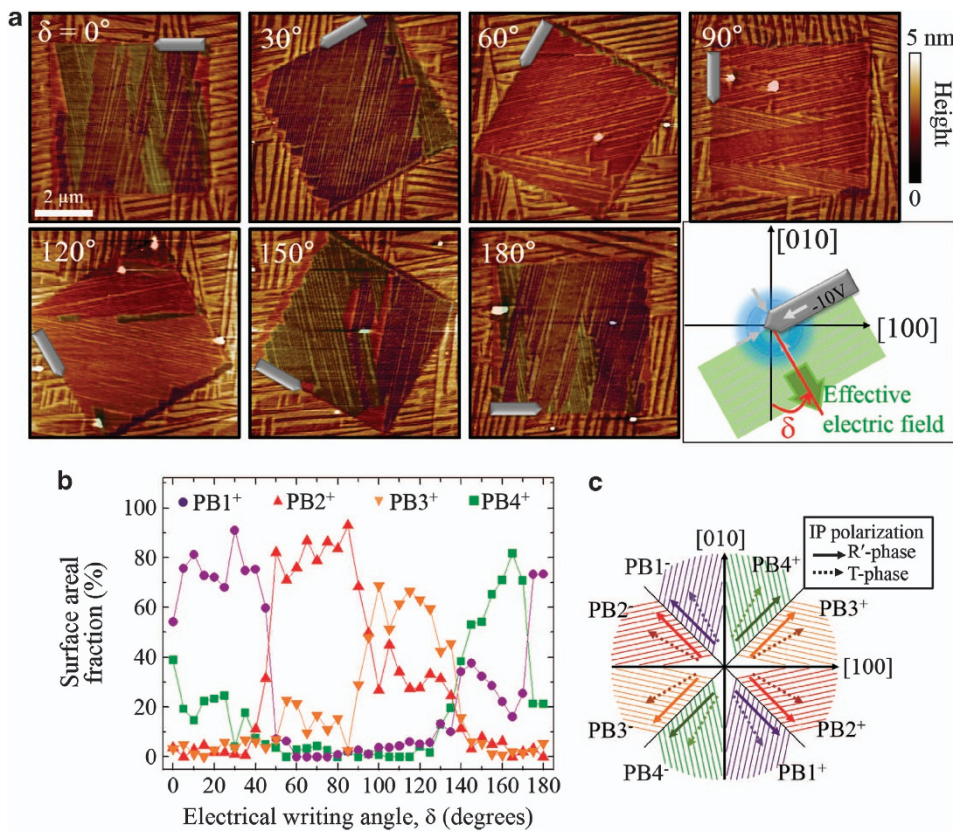 a
δ = 0°
30°
60°
90°
5 nm
Height
0
2 µm
120°
150°
180°
[010]
-10V
[100]
δ
Effective
electric field
b
PB1⁺ PB2⁺ PB3⁺ PB4⁺
100
80
60
40
20
0
Surface areal
fraction (%)
0 20 40 60 80 100 120 140 160 180
Electrical writing angle, δ (degrees)
c
IP polarization
R′-phase
T-phase
[010]
PB1⁻
PB4⁺
PB2⁻
PB3⁺
[100]
PB3⁻
PB2⁺
PB4⁻
PB1⁺